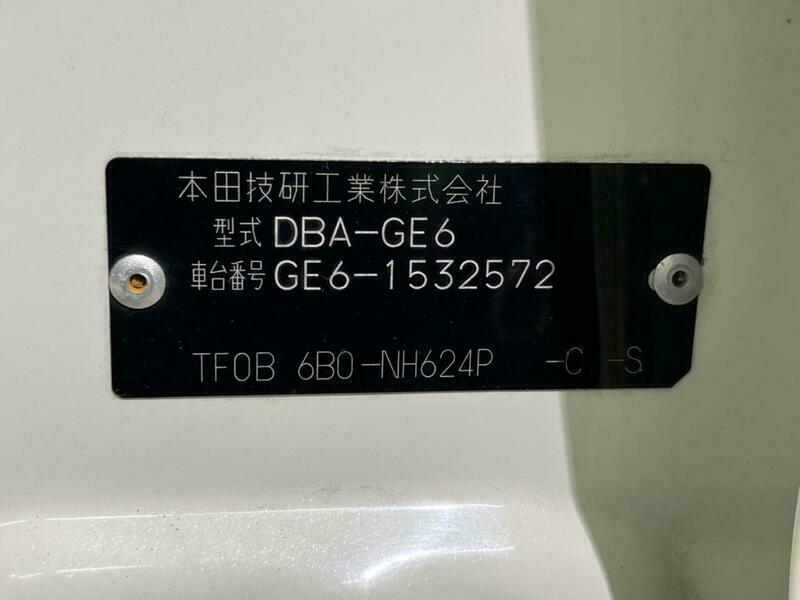 本田技研工業株式会社
型式 DBA-GE6
車台番号 GE6-1532572
TF0B 6B0-NH624P -C -S